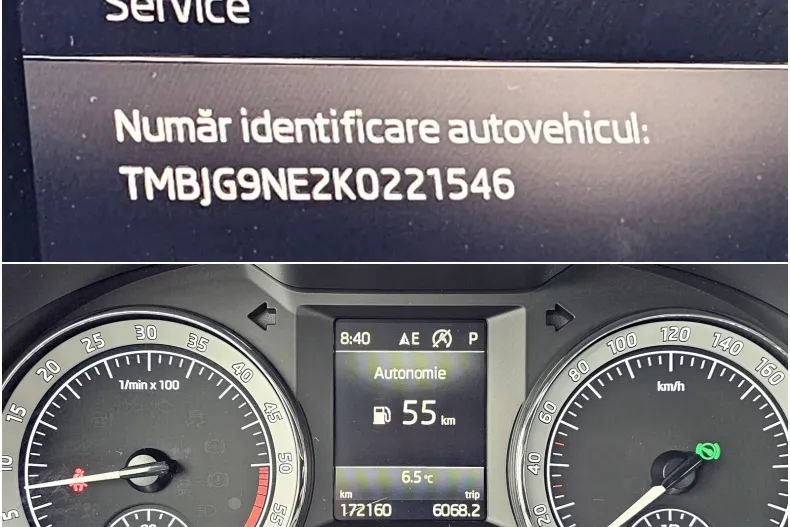 Service
Număr identificare autovehicul:
TMBJG9NE2K0221546
8:40 E P
Autonomie
55 km
6.5 °C
km trip
172160 6068.2
1/min x 100
10 15 20 25 30 35 40 45 50 55
km/h
20 40 60 80 100 120 140 160